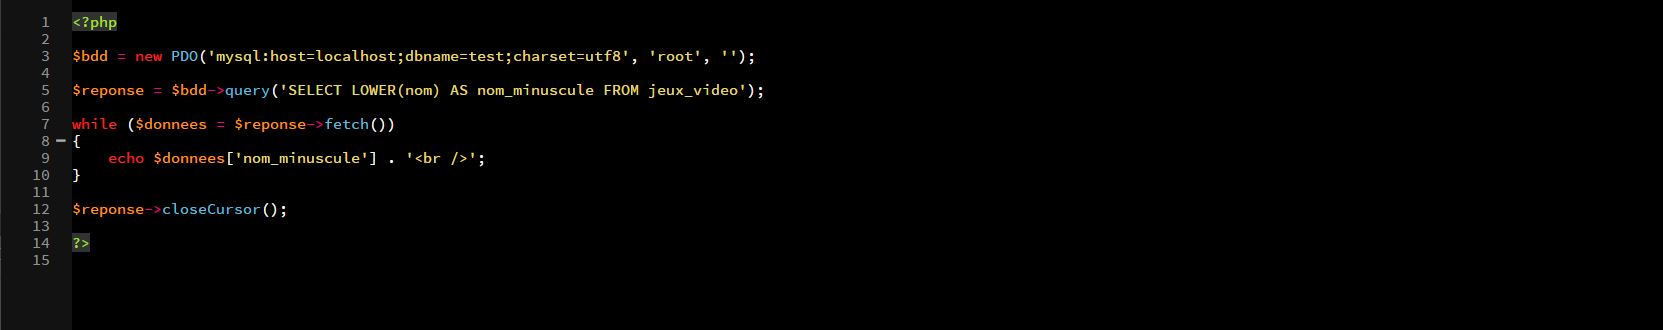 1 <?php
2
3 $bdd = new PDO('mysql:host=localhost;dbname=test;charset=utf8', 'root', '');
4
5 $reponse = $bdd->query('SELECT LOWER(nom) AS nom_minuscule FROM jeux_video');
6
7 while ($donnees = $reponse->fetch())
8 {
9     echo $donnees['nom_minuscule'] . '<br />';
10 }
11
12 $reponse->closeCursor();
13
14 ?>
15